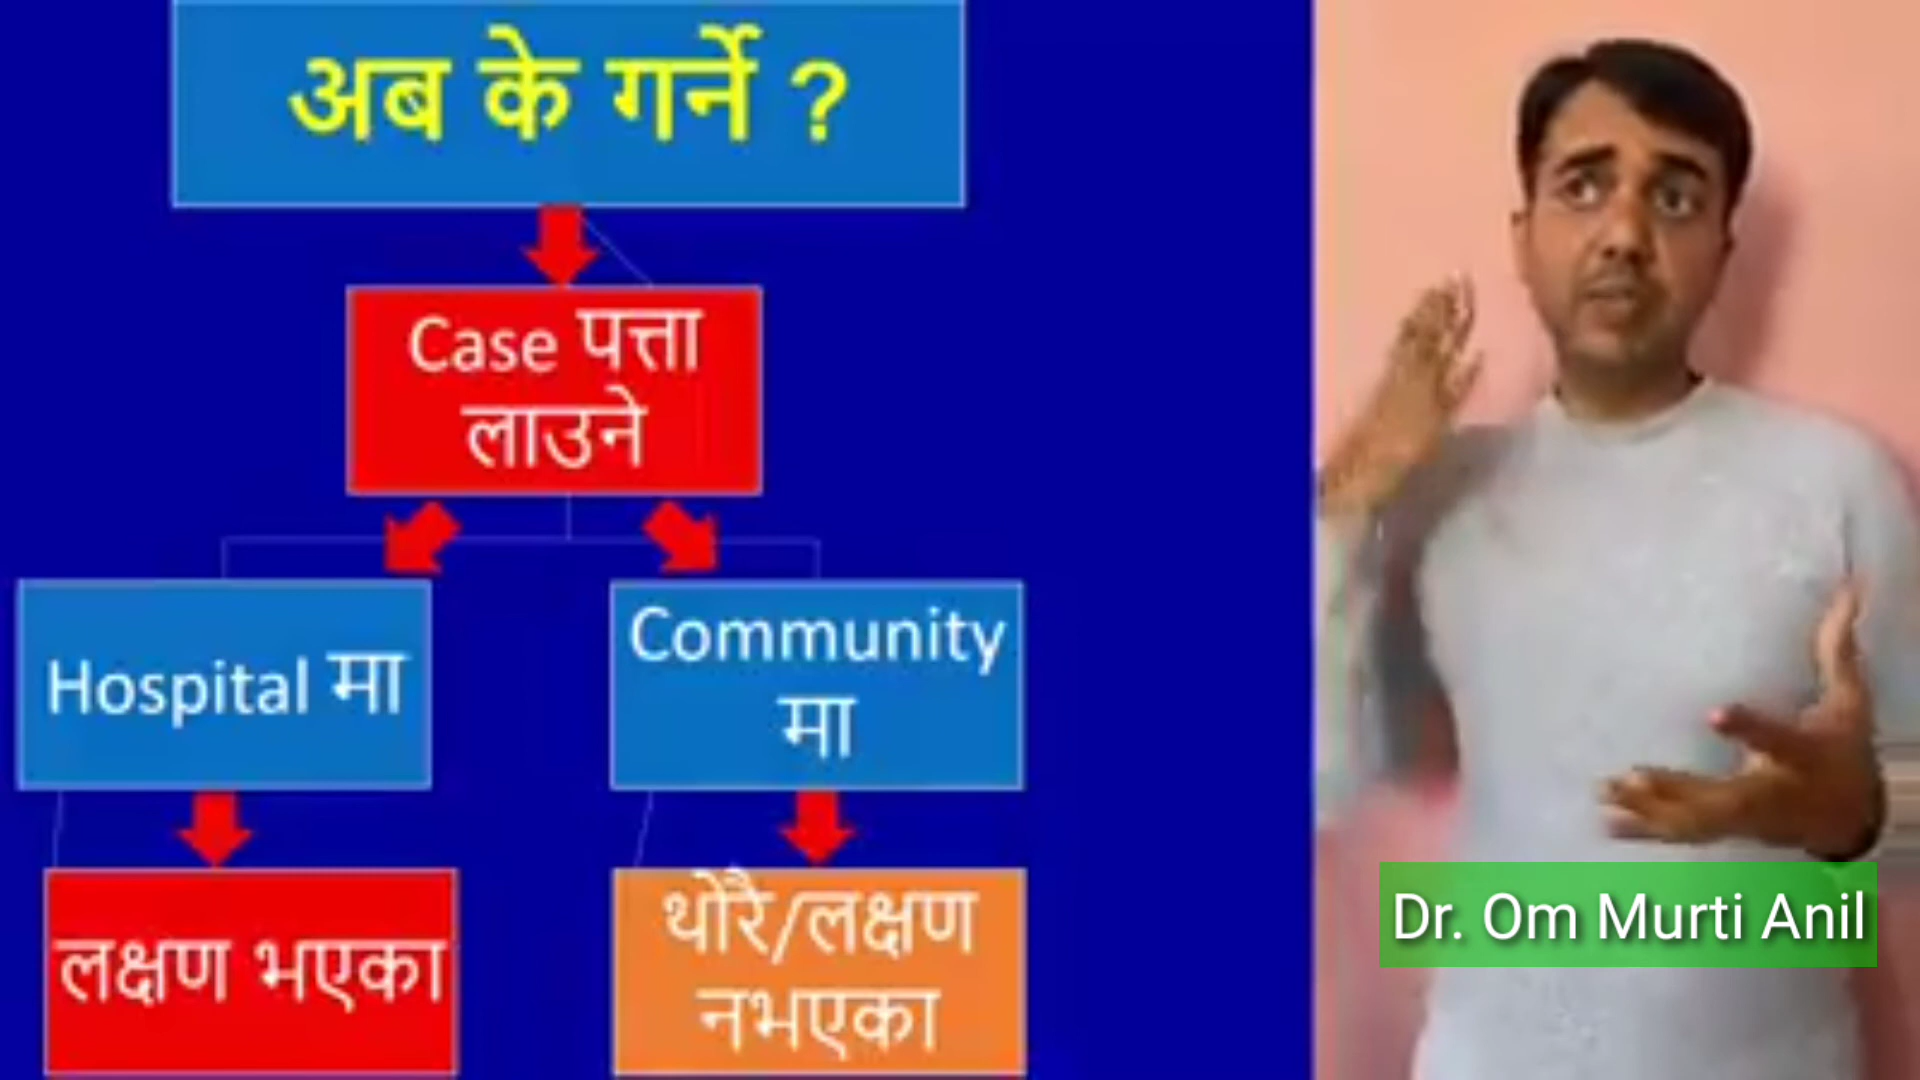 अब के गर्ने ?
Case पत्ता
लाउने
Hospital मा
Community
मा
लक्षण भएका
थोरै/लक्षण
नभएका
Dr. Om Murti Anil